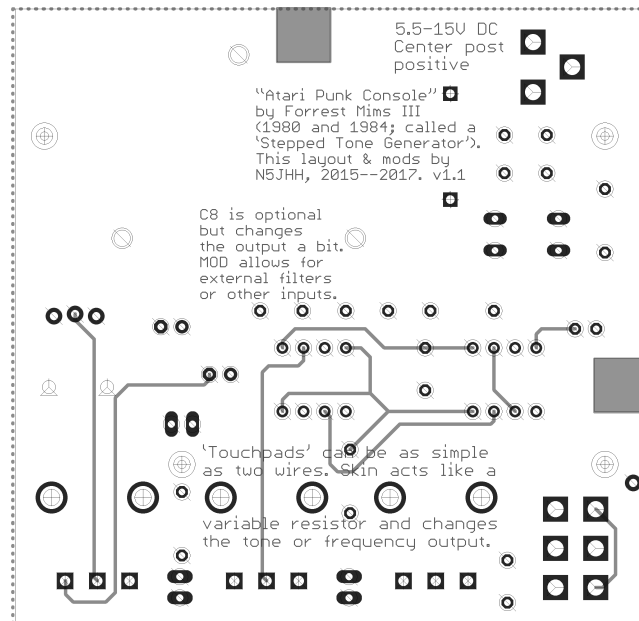 5.5-15V DC
Center post
positive
“Atari Punk Console”
by Forrest Mims III
(1980 and 1984; called a
‘Stepped Tone Generator’).
This layout & mods by
N5JHH, 2015--2017. v1.1
C8 is optional
but changes
the output a bit.
MOD allows for
external filters
or other inputs.
‘Touchpads’ can be as simple
as two wires. Skin acts like a
variable resistor and changes
the tone or frequency output.